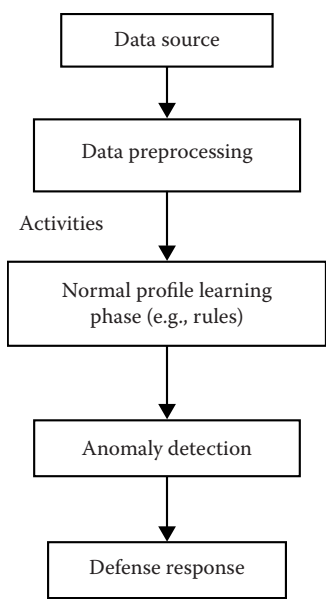 Data source
Data preprocessing
Activities
Normal profile learning
phase (e.g., rules)
Anomaly detection
Defense response